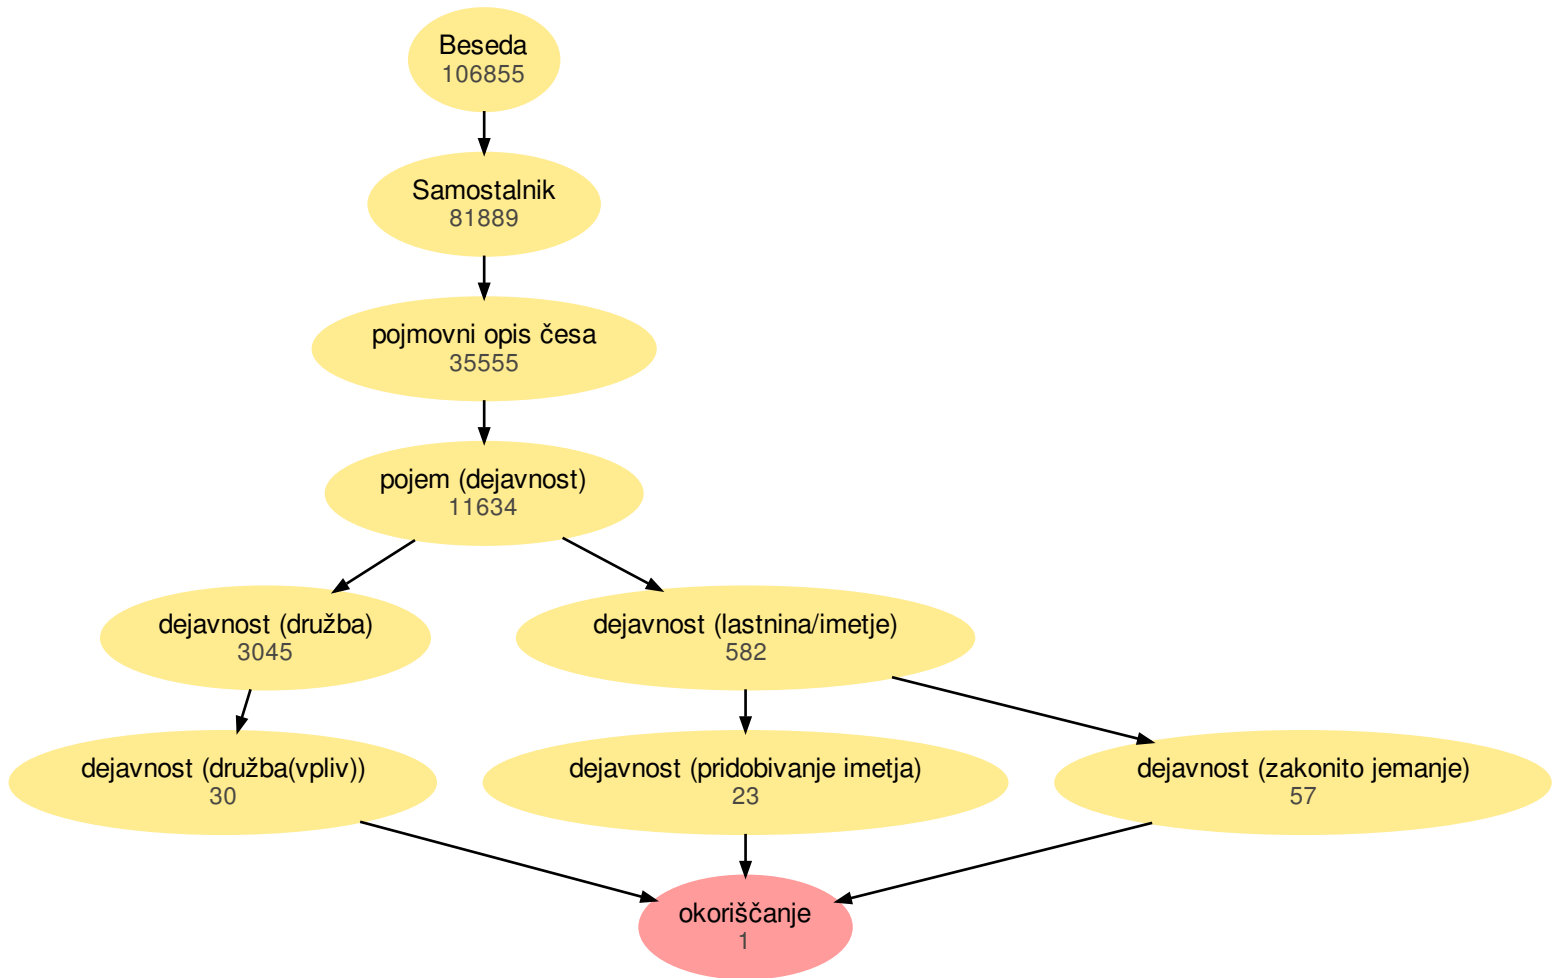 Beseda
106855
Samostalnik
81889
pojmovni opis česa
35555
pojem (dejavnost)
11634
dejavnost (družba)
3045
dejavnost (lastnina/imetje)
582
dejavnost (družba(vpliv))
30
dejavnost (pridobivanje imetja)
23
dejavnost (zakonito jemanje)
57
okoriščanje
1